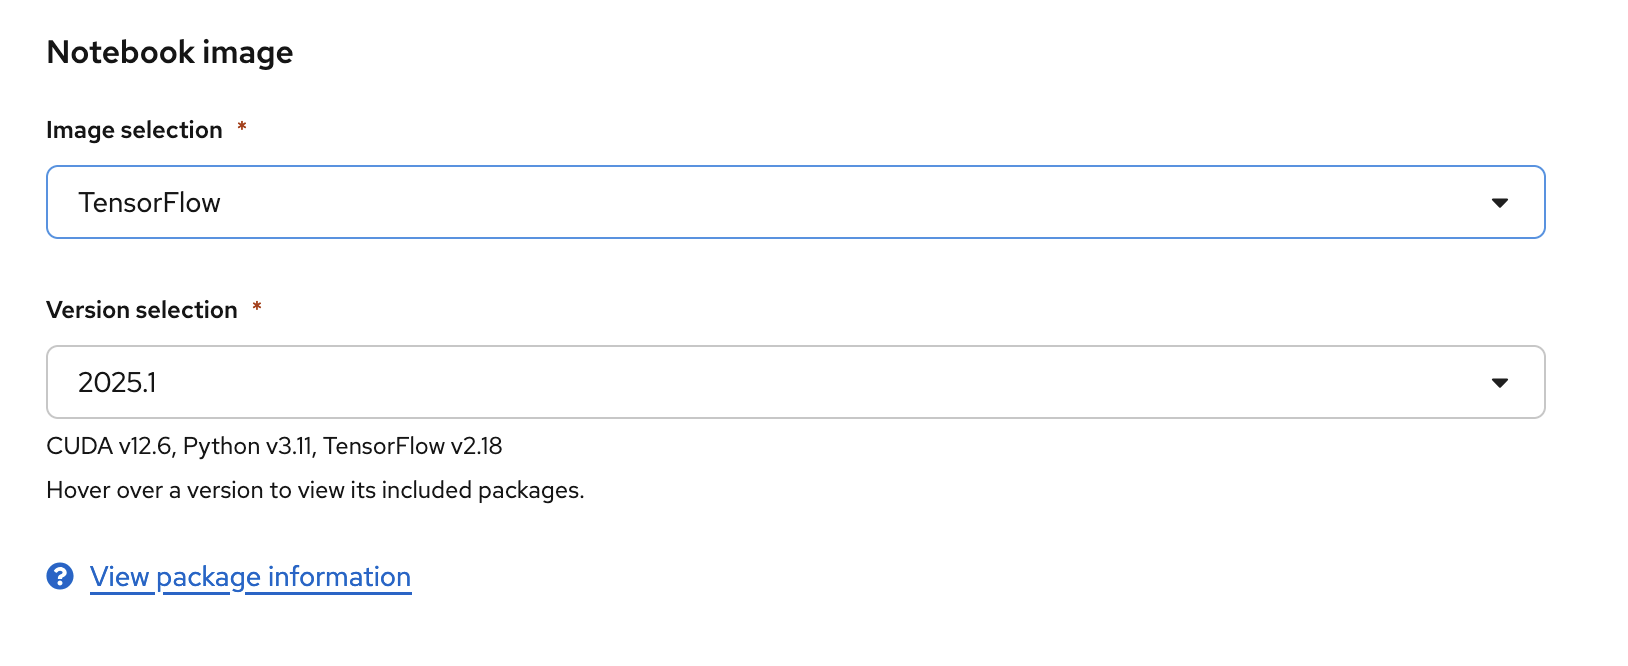 Notebook image
Image selection *
TensorFlow
Version selection *
2025.1
CUDA v12.6, Python v3.11, TensorFlow v2.18
Hover over a version to view its included packages.
? View package information